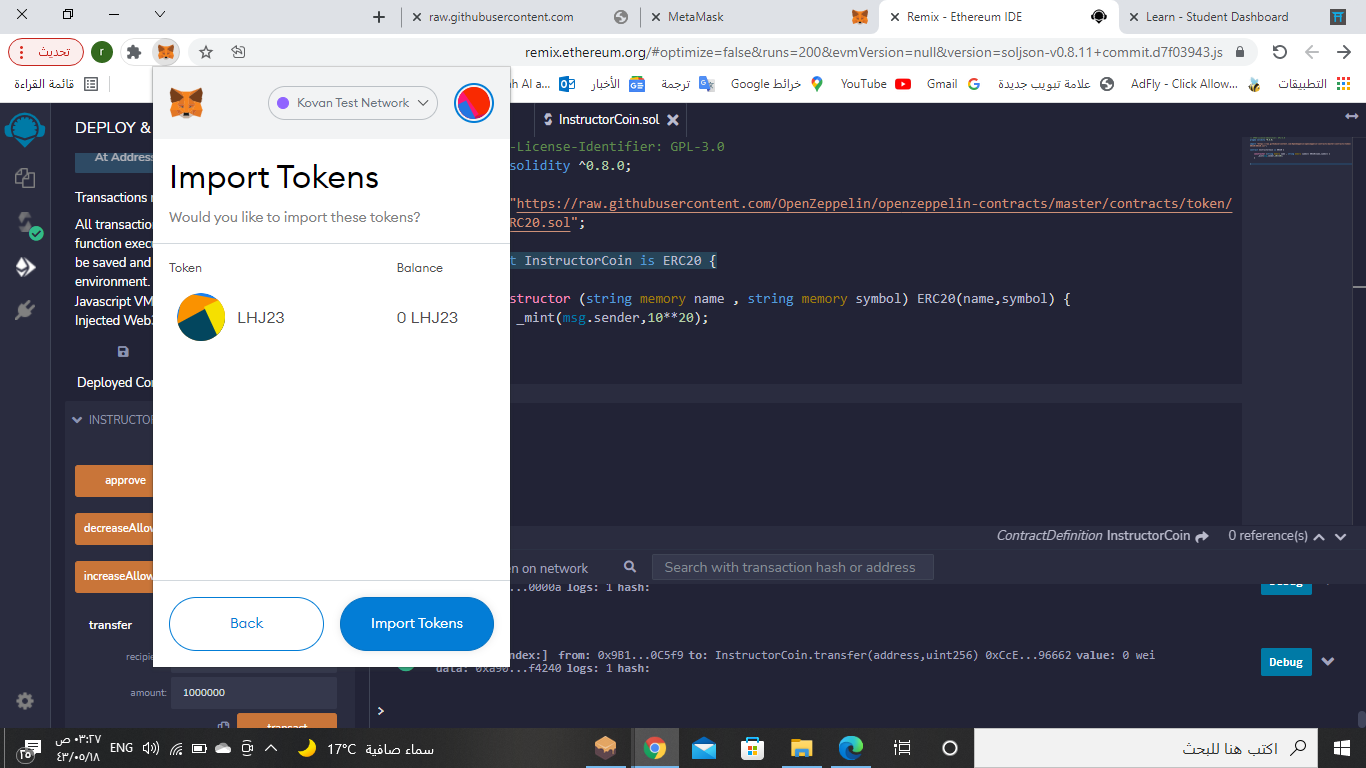 raw.githubusercontent.com
MetaMask
Remix - Ethereum IDE
Learn - Student Dashboard
تحديث
r
remix.ethereum.org/#optimize=false&runs=200&evmVersion=null&version=soljson-v0.8.11+commit.d7f03943.js
قائمة القراءة
ah Al a...
الأخبار
ترجمة
خرائط Google
YouTube
Gmail
علامة تبويب جديدة
AdFly - Click Allow...
التطبيقات
Kovan Test Network
Import Tokens
Would you like to import these tokens?
Token
Balance
LHJ23
0 LHJ23
Back
Import Tokens
DEPLOY &
At Address
Transactions r
All transactio
function exec
be saved and
environment.
Javascript VM
Injected Web
Deployed Con
INSTRUCTOR
approve
decreaseAllow
increaseAllow
transfer
recipie
amount:
1000000
transact
InstructorCoin.sol
-License-Identifier: GPL-3.0
solidity ^0.8.0;
"https://raw.githubusercontent.com/OpenZeppelin/openzeppelin-contracts/master/contracts/token/
RC20.sol";
t InstructorCoin is ERC20 {
structor (string memory name , string memory symbol) ERC20(name,symbol) {
_mint(msg.sender,10**20);
ContractDefinition InstructorCoin
0 reference(s)
en on network
Search with transaction hash or address
...0000a logs: 1 hash:
Debug
ndex:] from: 0x9B1...0C5f9 to: InstructorCoin.transfer(address,uint256) 0xCcE...96662 value: 0 wei
data: 0xa90...f4240 logs: 1 hash:
Debug
>
٠٣:٢٧ ص
٤٣/٠٥/١٨
٢٥
ENG
17°C سماء صافية
اكتب هنا للبحث